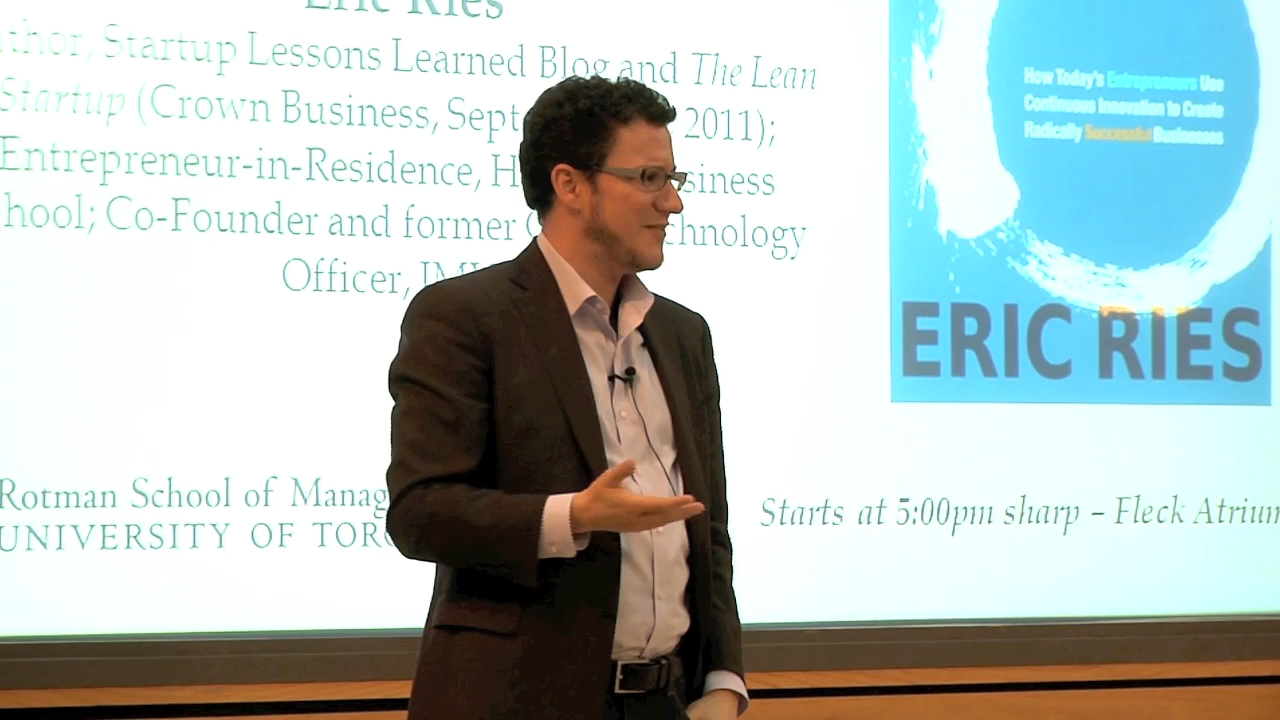 Eric Ries
thor, Startup Lessons Learned Blog and The Lean
Startup (Crown Business, Sept 2011);
Entrepreneur-in-Residence, H siness
hool; Co-Founder and former chnology
Officer, IM
Rotman School of Manag
UNIVERSITY OF TORO
Starts at 5:00pm sharp – Fleck Atrium
How Today's Entrepreneurs Use
Continuous Innovation to Create
Radically Successful Businesses
ERIC RIES